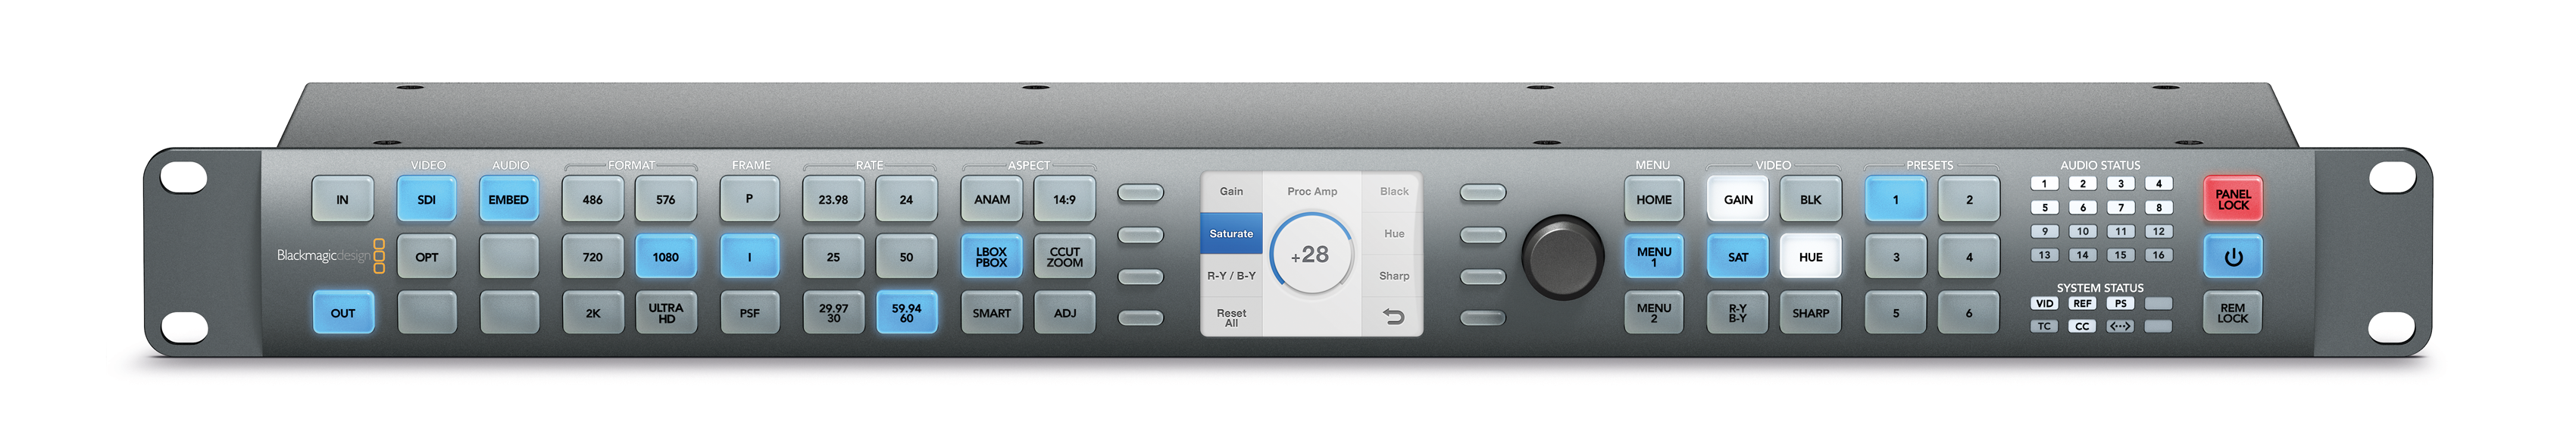 VIDEO AUDIO FORMAT FRAME RATE ASPECT
IN SDI EMBED 486 576 P 23.98 24 ANAM 14:9
Blackmagicdesign OPT 720 1080 I 25 50 LBOX PBOX CCUT ZOOM
OUT 2K ULTRA HD PSF 29.97 30 59.94 60 SMART ADJ
Gain Proc Amp Black
Saturate +28 Hue
R-Y / B-Y Sharp
Reset
All
MENU VIDEO PRESETS
HOME GAIN BLK 1 2
MENU 1 SAT HUE 3 4
MENU 2 R-Y B-Y SHARP 5 6
AUDIO STATUS
1 2 3 4
5 6 7 8
9 10 11 12
13 14 15 16
SYSTEM STATUS
VID REF PS
TC CC <··>
PANEL
LOCK
REM
LOCK